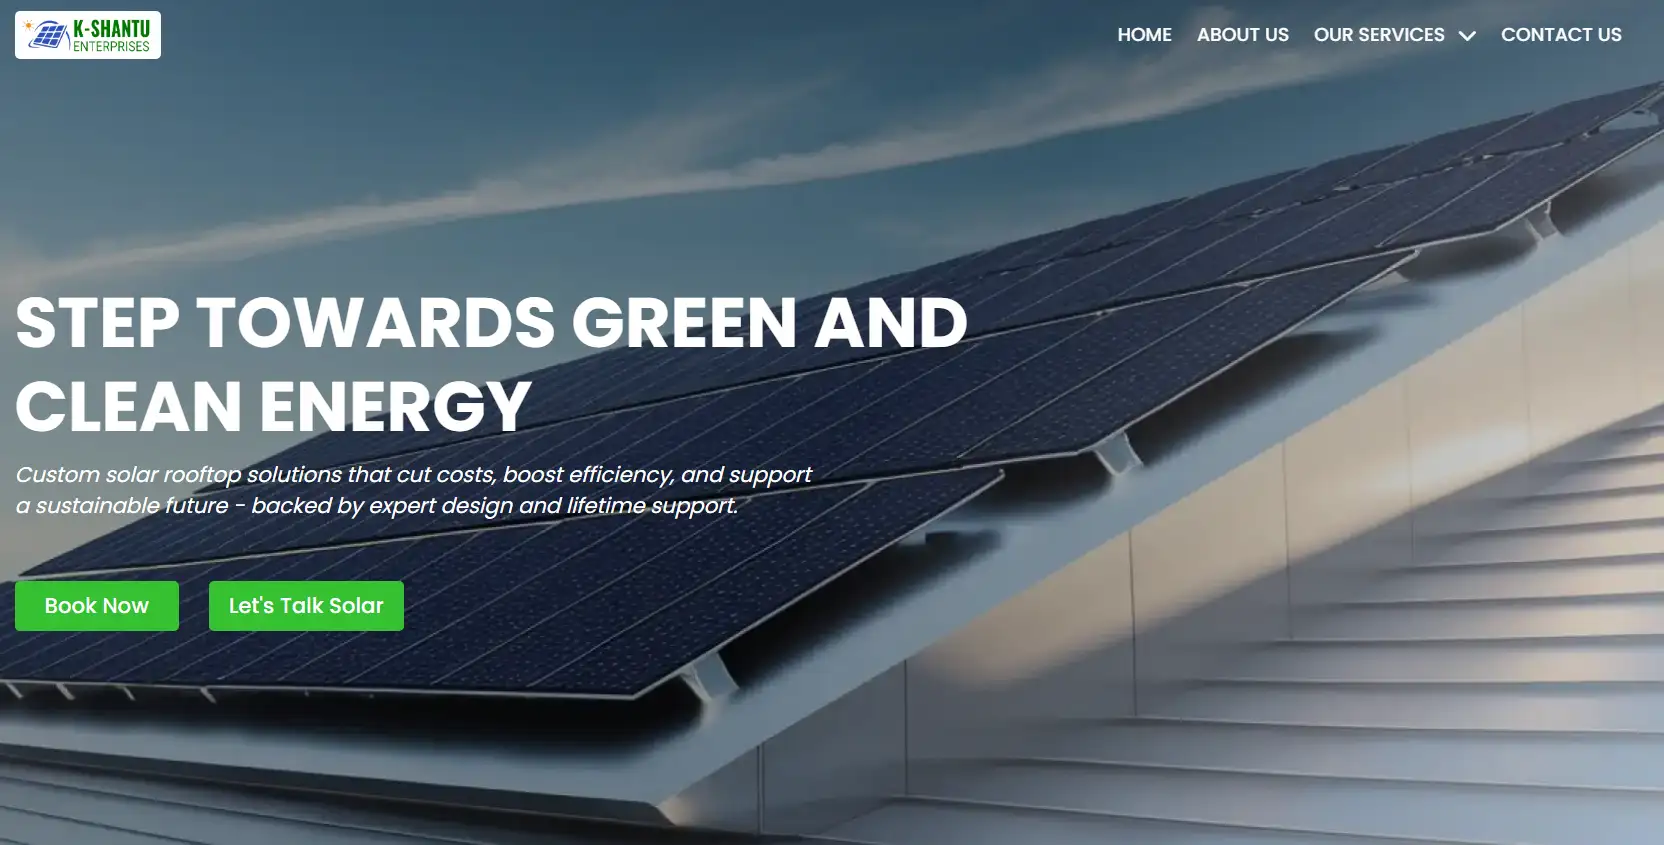 K-SHANTU
ENTERPRISES
HOME ABOUT US OUR SERVICES CONTACT US
STEP TOWARDS GREEN AND
CLEAN ENERGY
Custom solar rooftop solutions that cut costs, boost efficiency, and support
a sustainable future - backed by expert design and lifetime support.
Book Now Let's Talk Solar